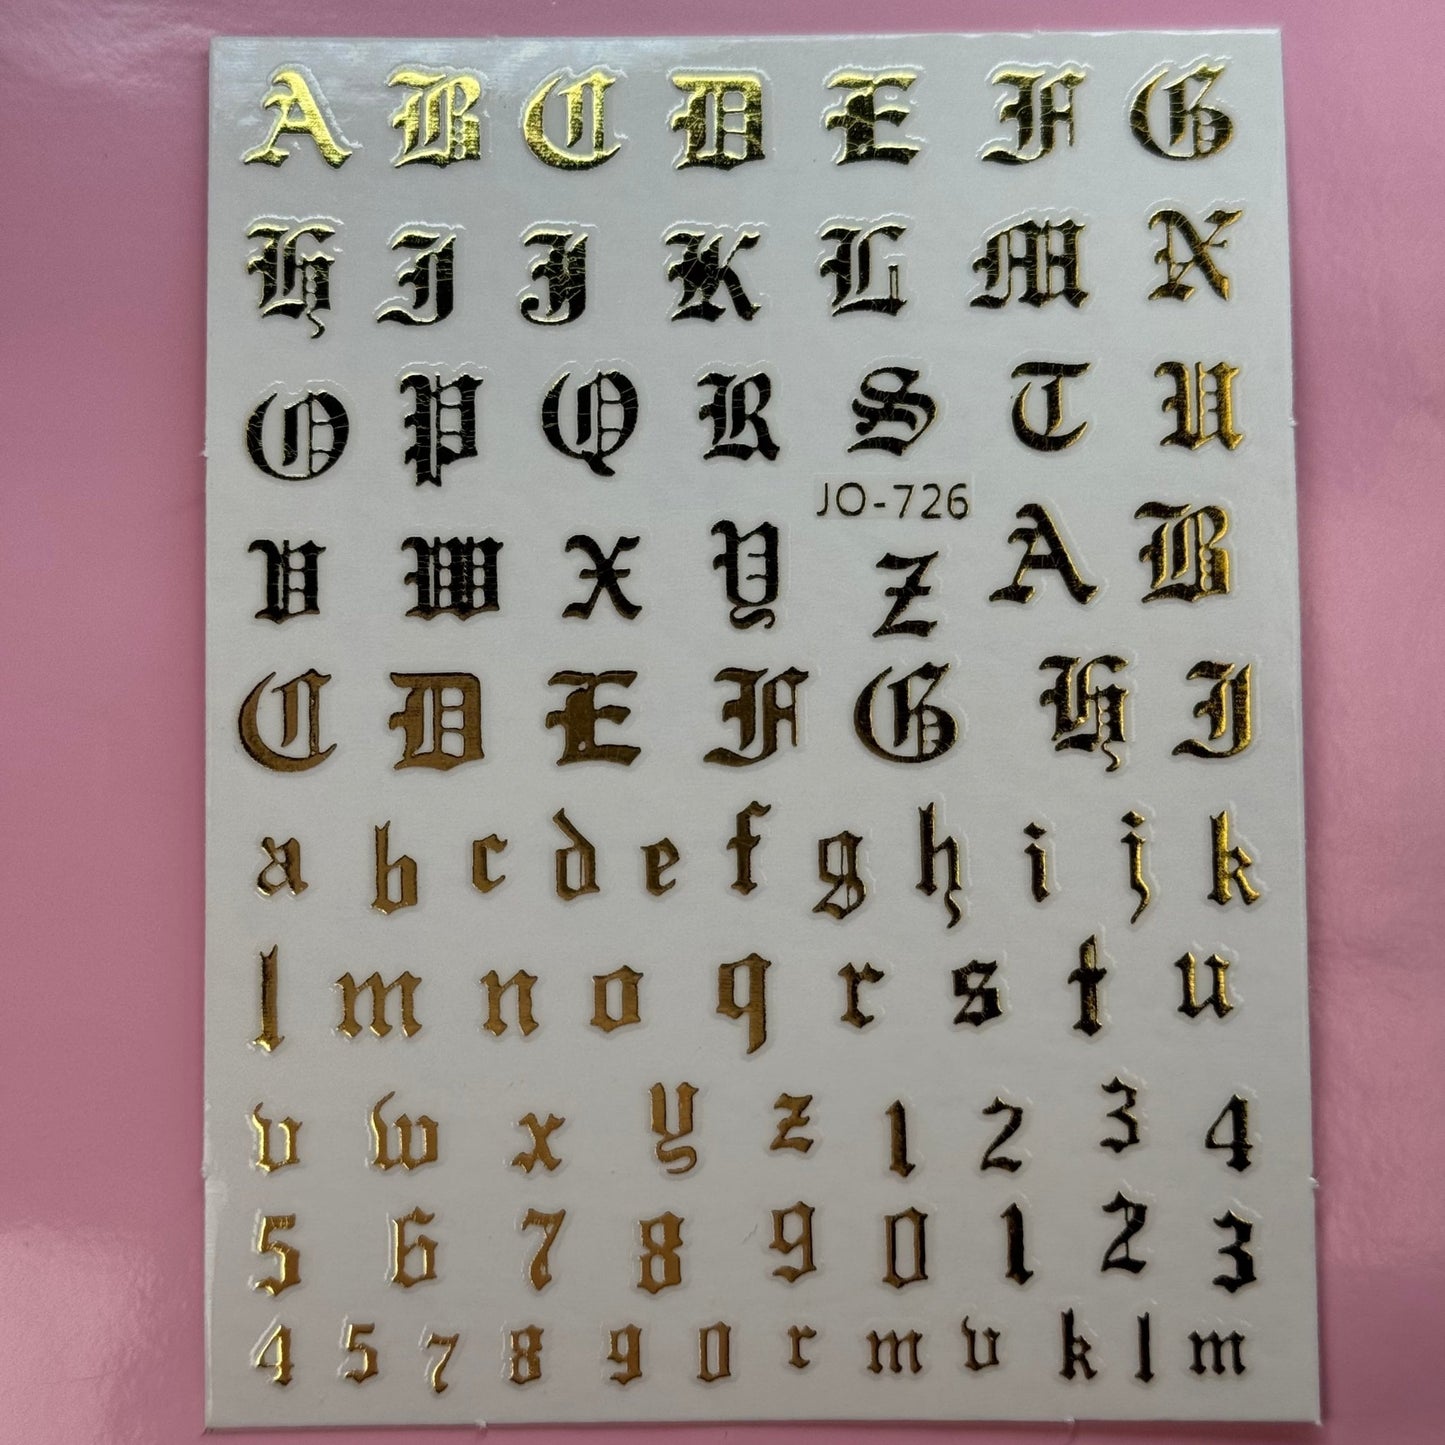 A B C D E F G
H I J K L M N
O P Q R S T U
JO-726
V W X Y Z A B
C D E F G H I
a b c d e f g h i j k
l m n o q r s t u
v w x y z 1 2 3 4
5 6 7 8 9 0 1 2 3
4 5 7 8 9 0 r m v k l m